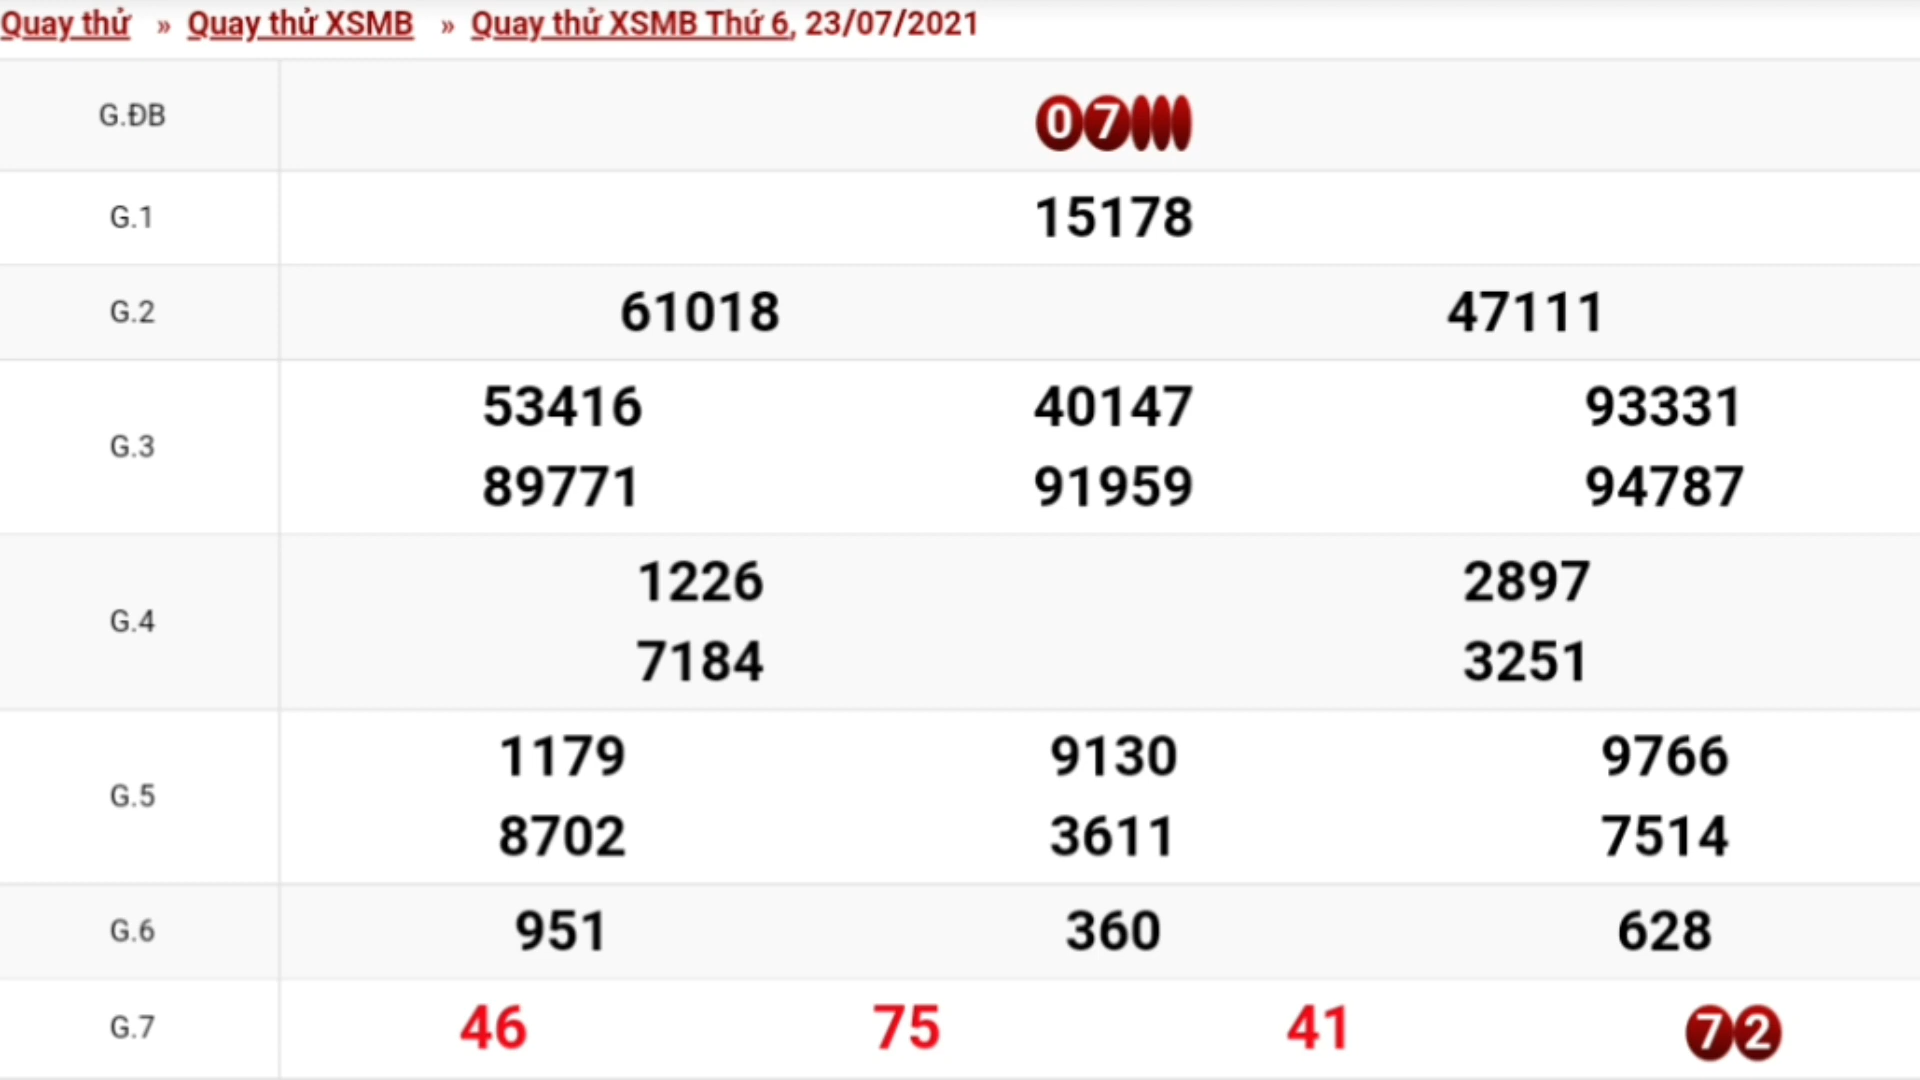 Quay thử » Quay thử XSMB » Quay thử XSMB Thứ 6, 23/07/2021
G.ĐB 07
G.1 15178
G.2 61018 47111
G.3 53416 40147 93331
89771 91959 94787
G.4 1226 2897
7184 3251
G.5 1179 9130 9766
8702 3611 7514
G.6 951 360 628
G.7 46 75 41 72